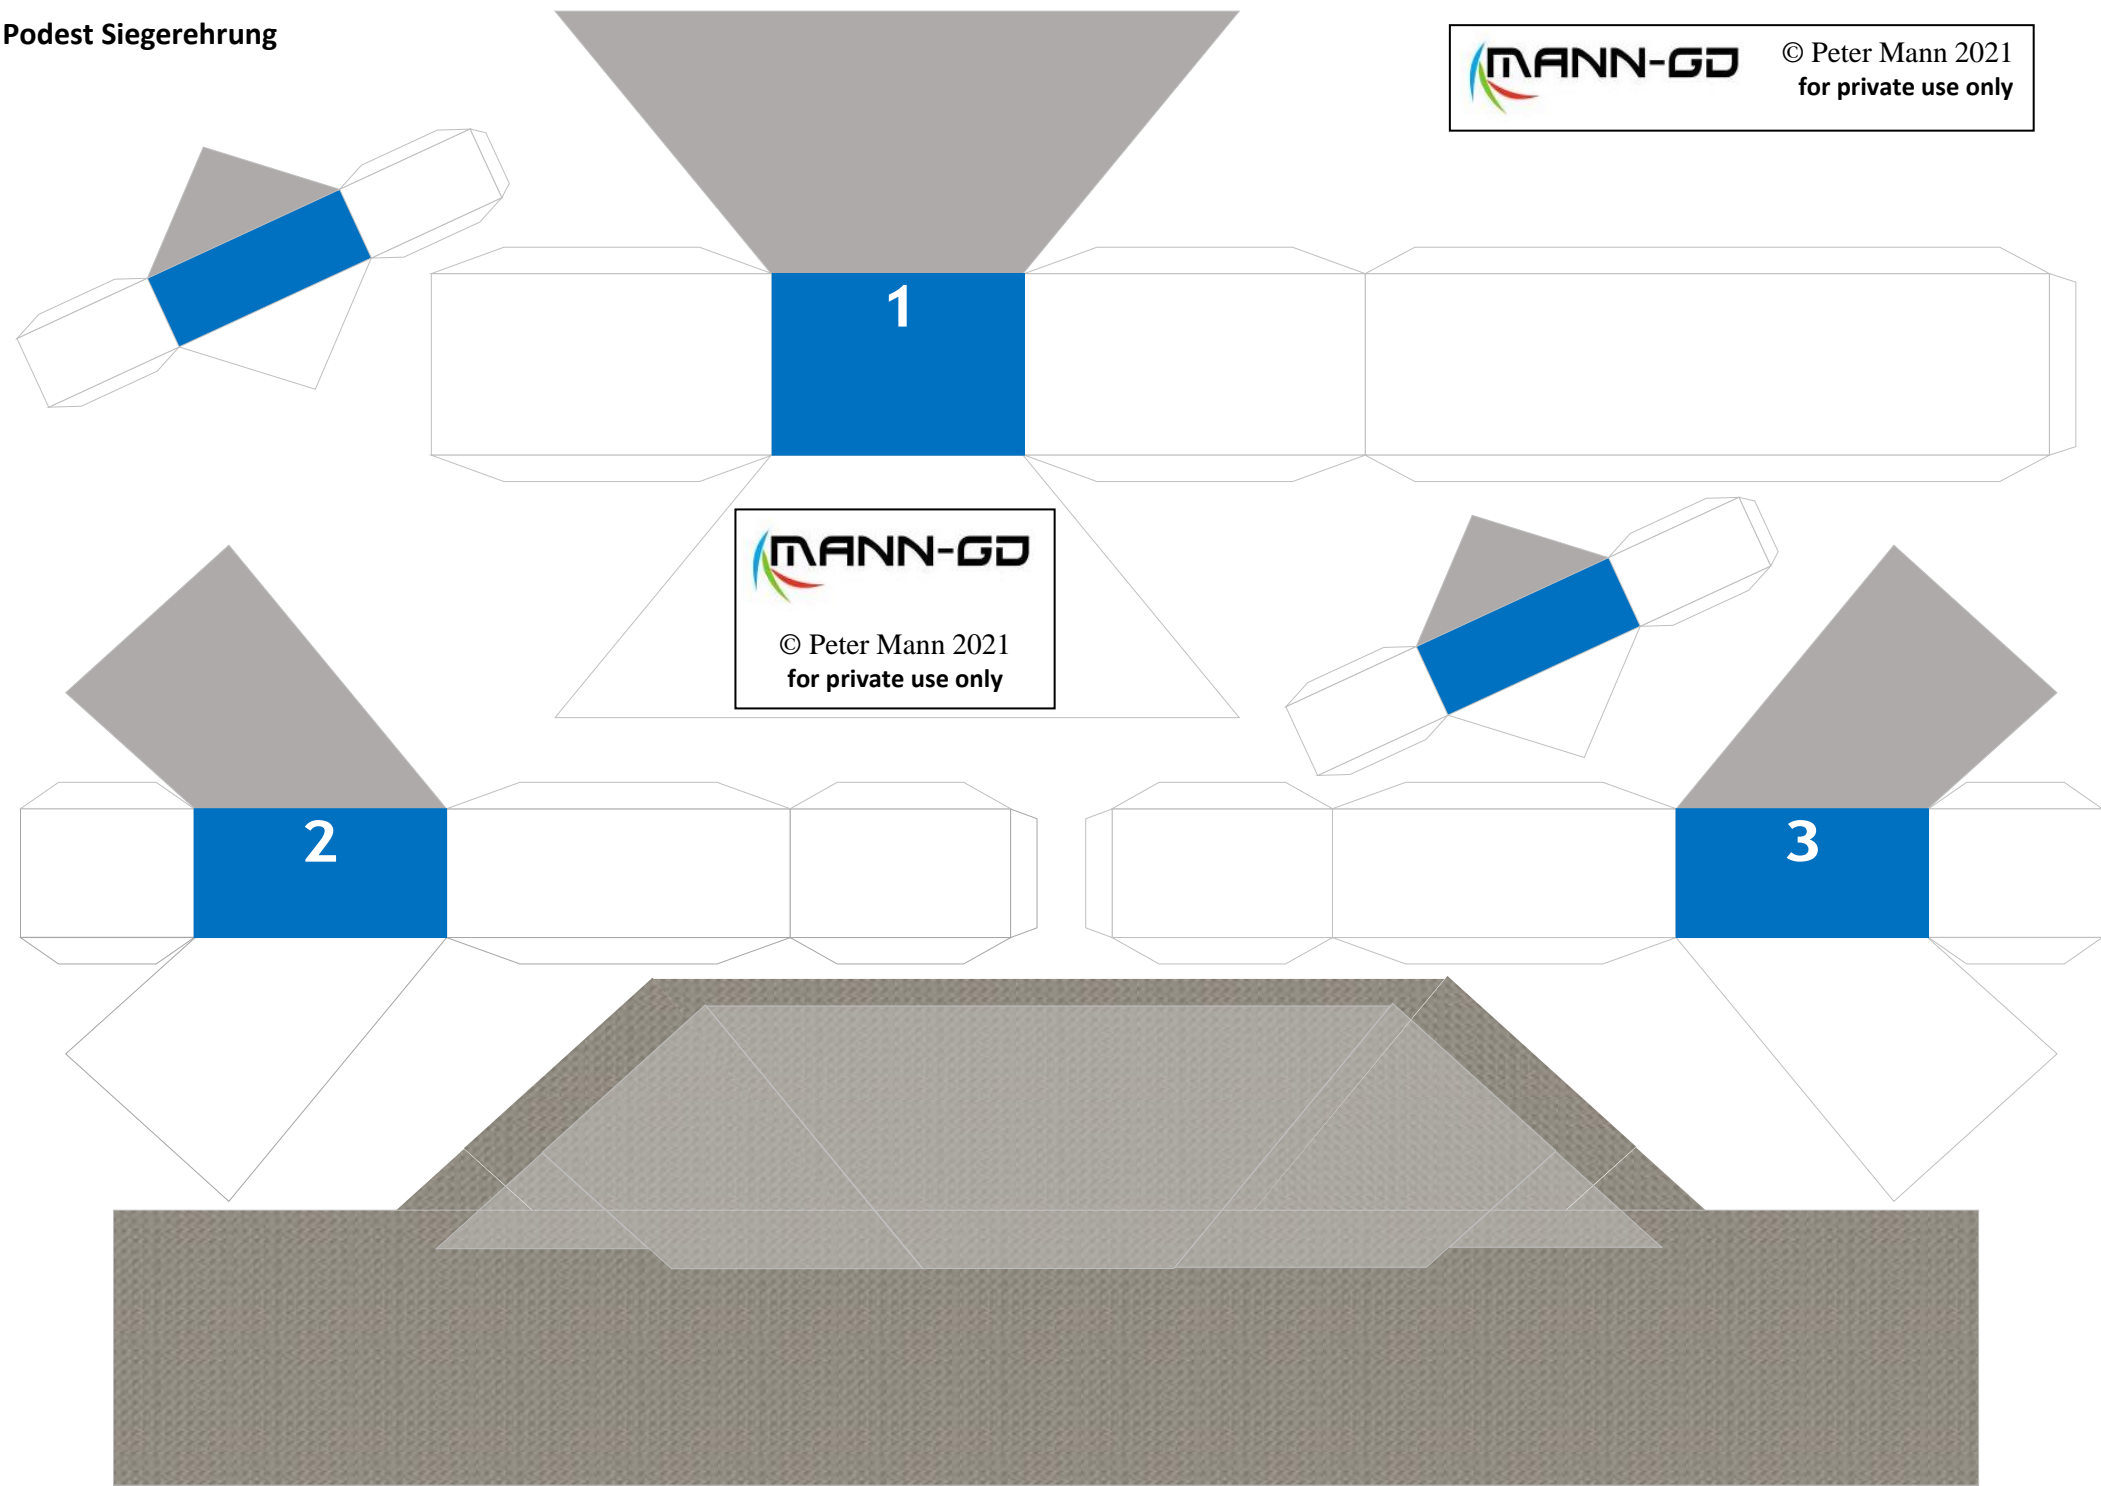 Podest Siegerehrung
MANN-GD
© Peter Mann 2021
for private use only
1
MANN-GD
© Peter Mann 2021
for private use only
2
3